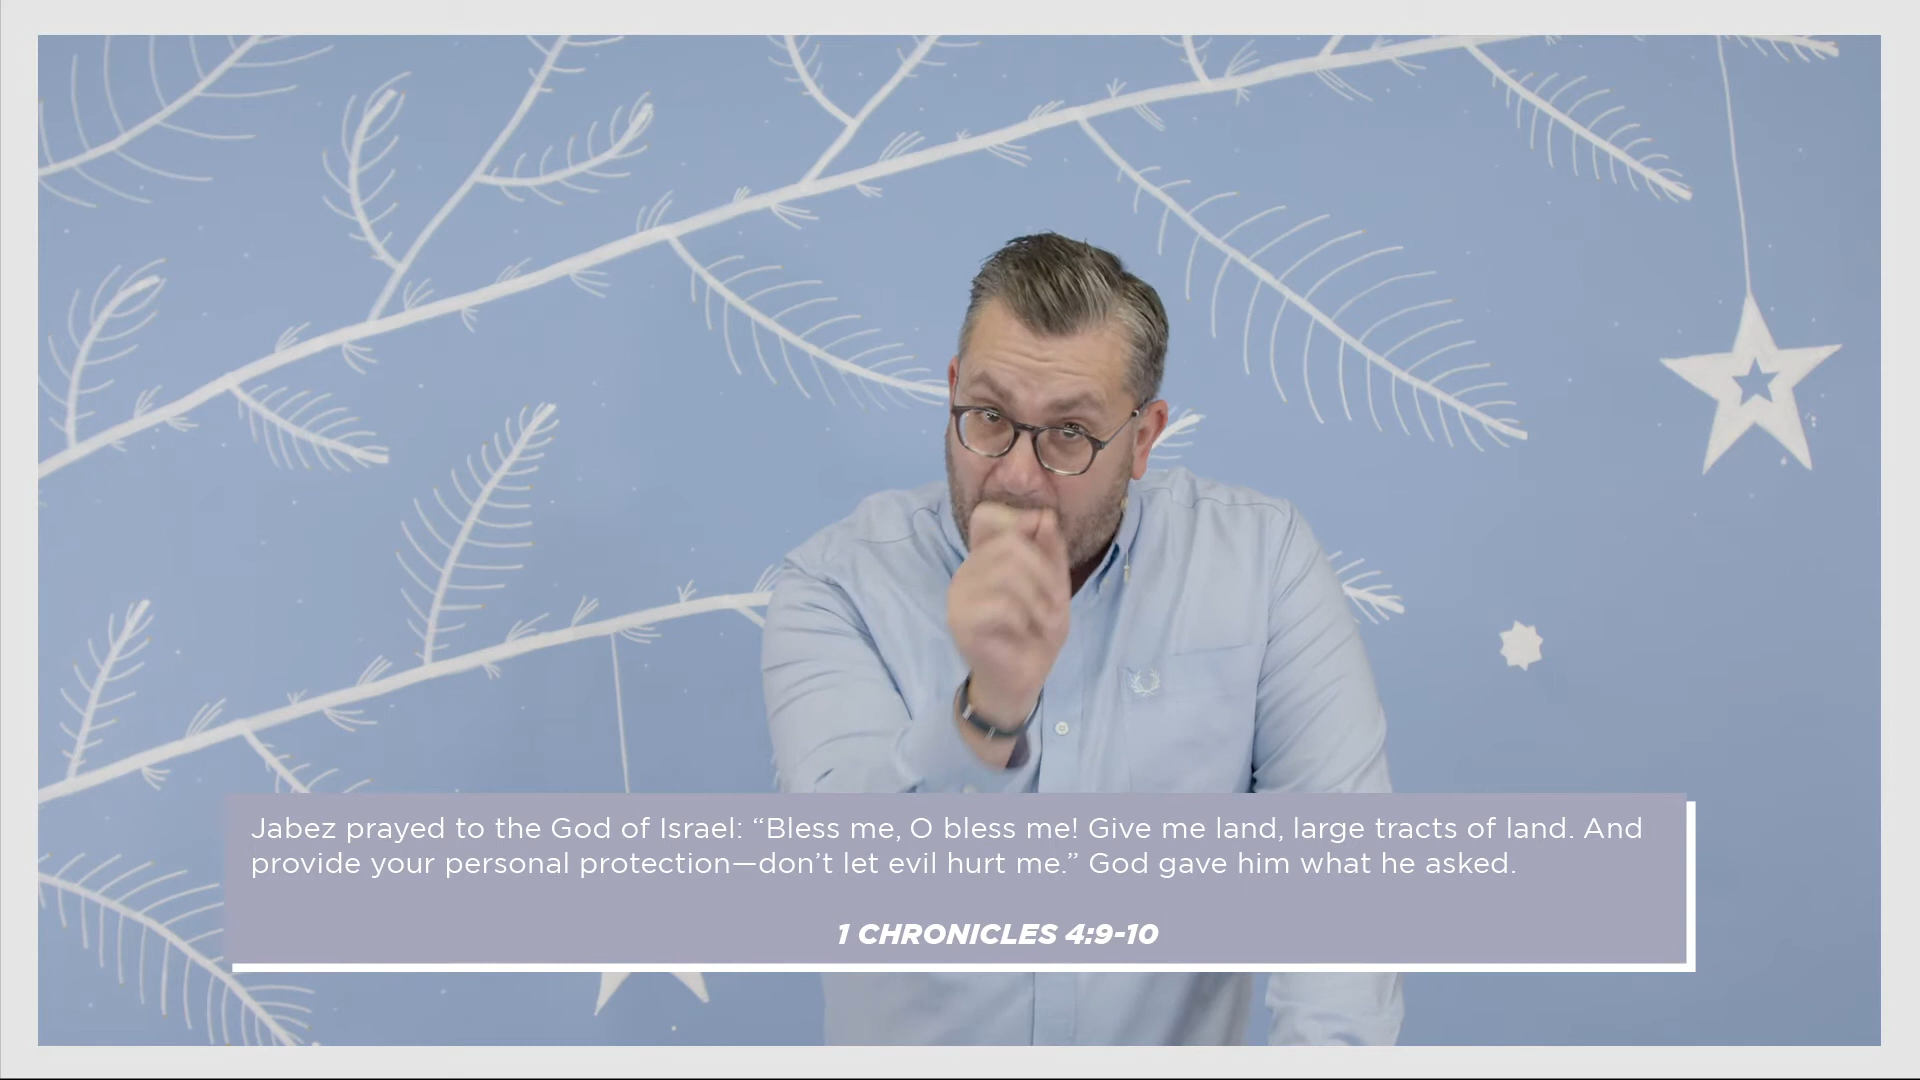 Jabez prayed to the God of Israel: “Bless me, O bless me! Give me land, large tracts of land. And
provide your personal protection—don’t let evil hurt me.” God gave him what he asked.
1 CHRONICLES 4:9-10